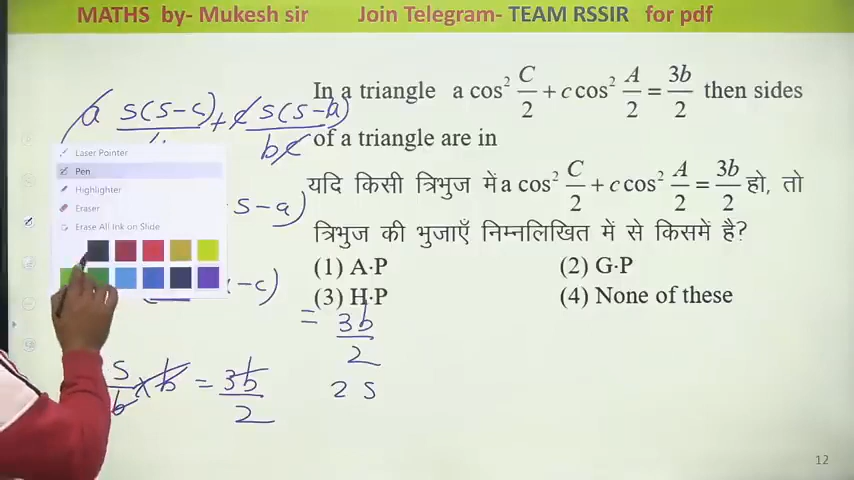 MATHS by- Mukesh sir Join Telegram- TEAM RSSIR for pdf
In a triangle a cos² C/2 + c cos² A/2 = 3b/2 then sides
of a triangle are in
यदि किसी त्रिभुज में a cos² C/2 + c cos² A/2 = 3b/2 हो, तो
त्रिभुज की भुजाएँ निम्नलिखित में से किसमें है?
(1) A·P (2) G·P
(3) H·P (4) None of these
a s(s-c) + c s(s-a)
bc
Laser Pointer
Pen
Highlighter
Eraser
Erase All Ink on Slide
s-a)
-c)
= 3b/2
s/b × b = 3b/2
2s
12